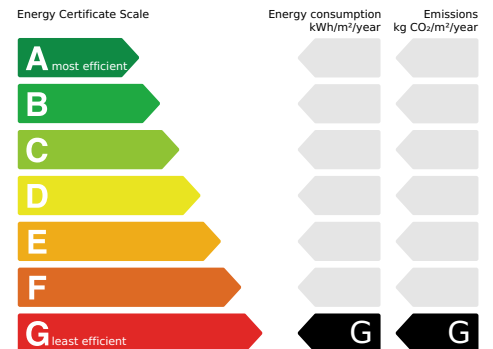 Energy Certificate Scale
Energy consumption
kWh/m²/year
Emissions
kg CO₂/m²/year
A most efficient
B
C
D
E
F
G least efficient
G
G